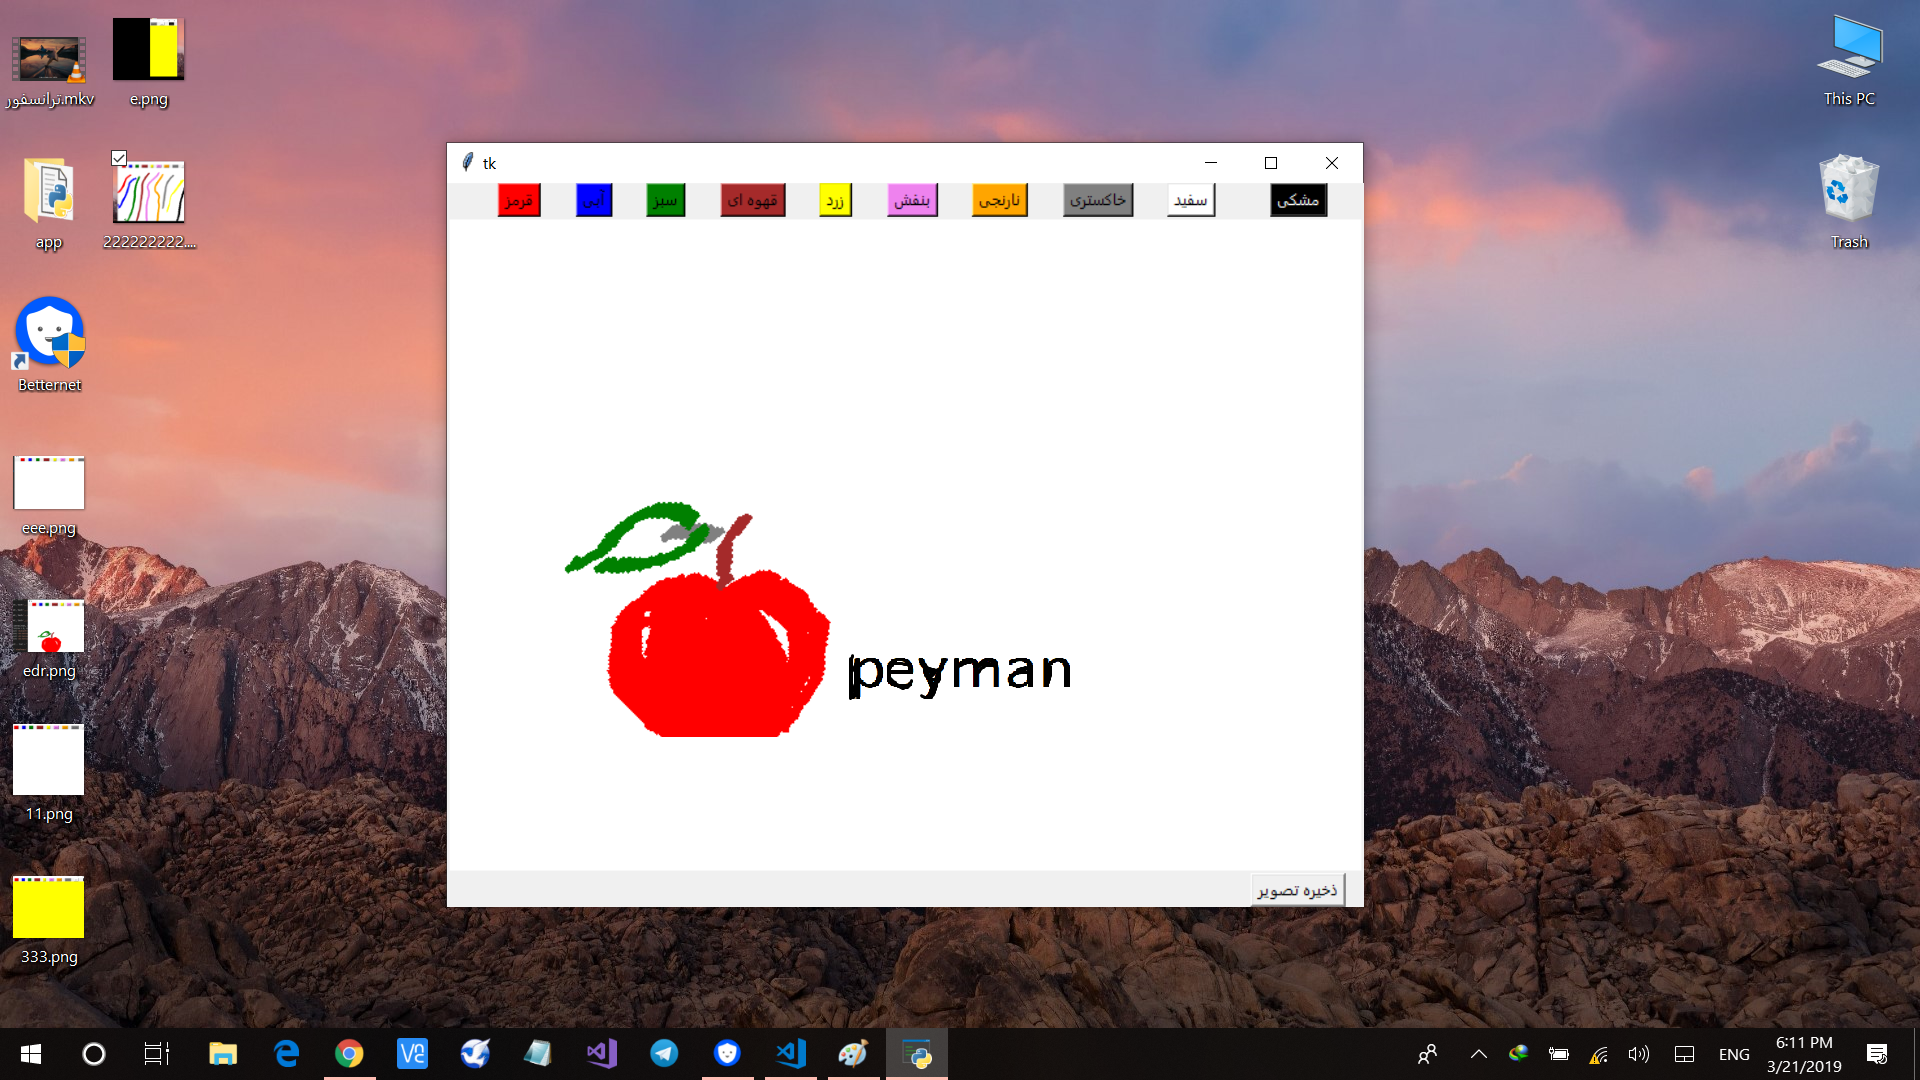 ترانسفور.mkv
e.png
app
222222222....
Betternet
eee.png
edr.png
11.png
333.png
This PC
Trash
tk
قرمز
آبی
سبز
قهوه ای
زرد
بنفش
نارنجی
خاکستری
سفید
مشکی
peyman
ذخیره تصویر
ENG
6:11 PM
3/21/2019